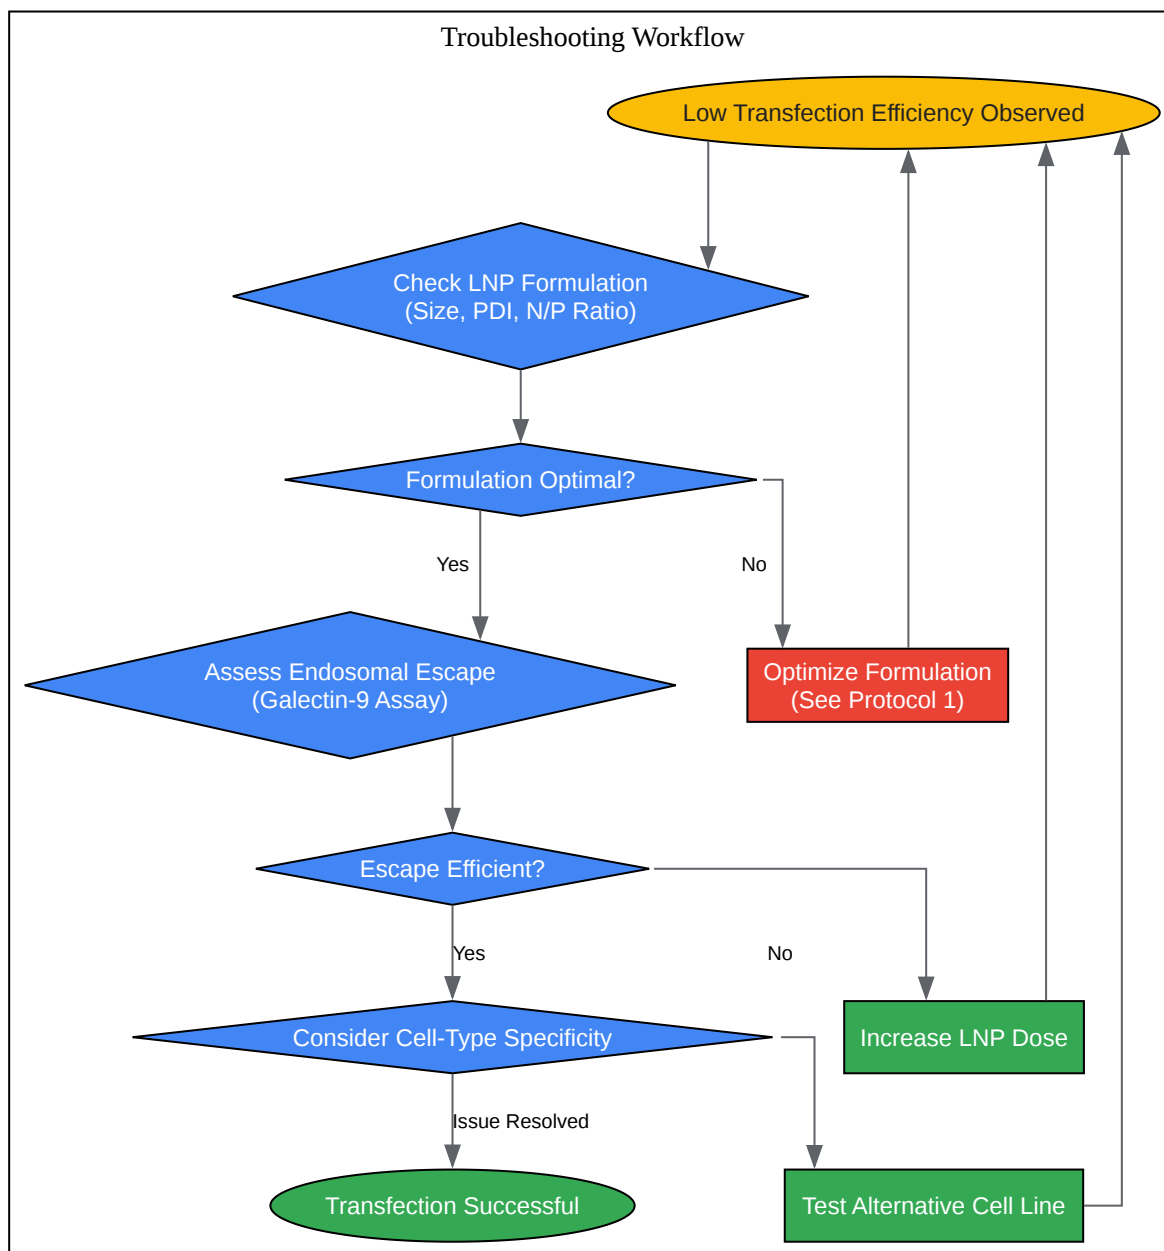 Troubleshooting Workflow
Low Transfection Efficiency Observed
Check LNP Formulation
(Size, PDI, N/P Ratio)
Formulation Optimal?
Yes
No
Assess Endosomal Escape
(Galectin-9 Assay)
Optimize Formulation
(See Protocol 1)
Escape Efficient?
Yes
No
Consider Cell-Type Specificity
Increase LNP Dose
Issue Resolved
Transfection Successful
Test Alternative Cell Line